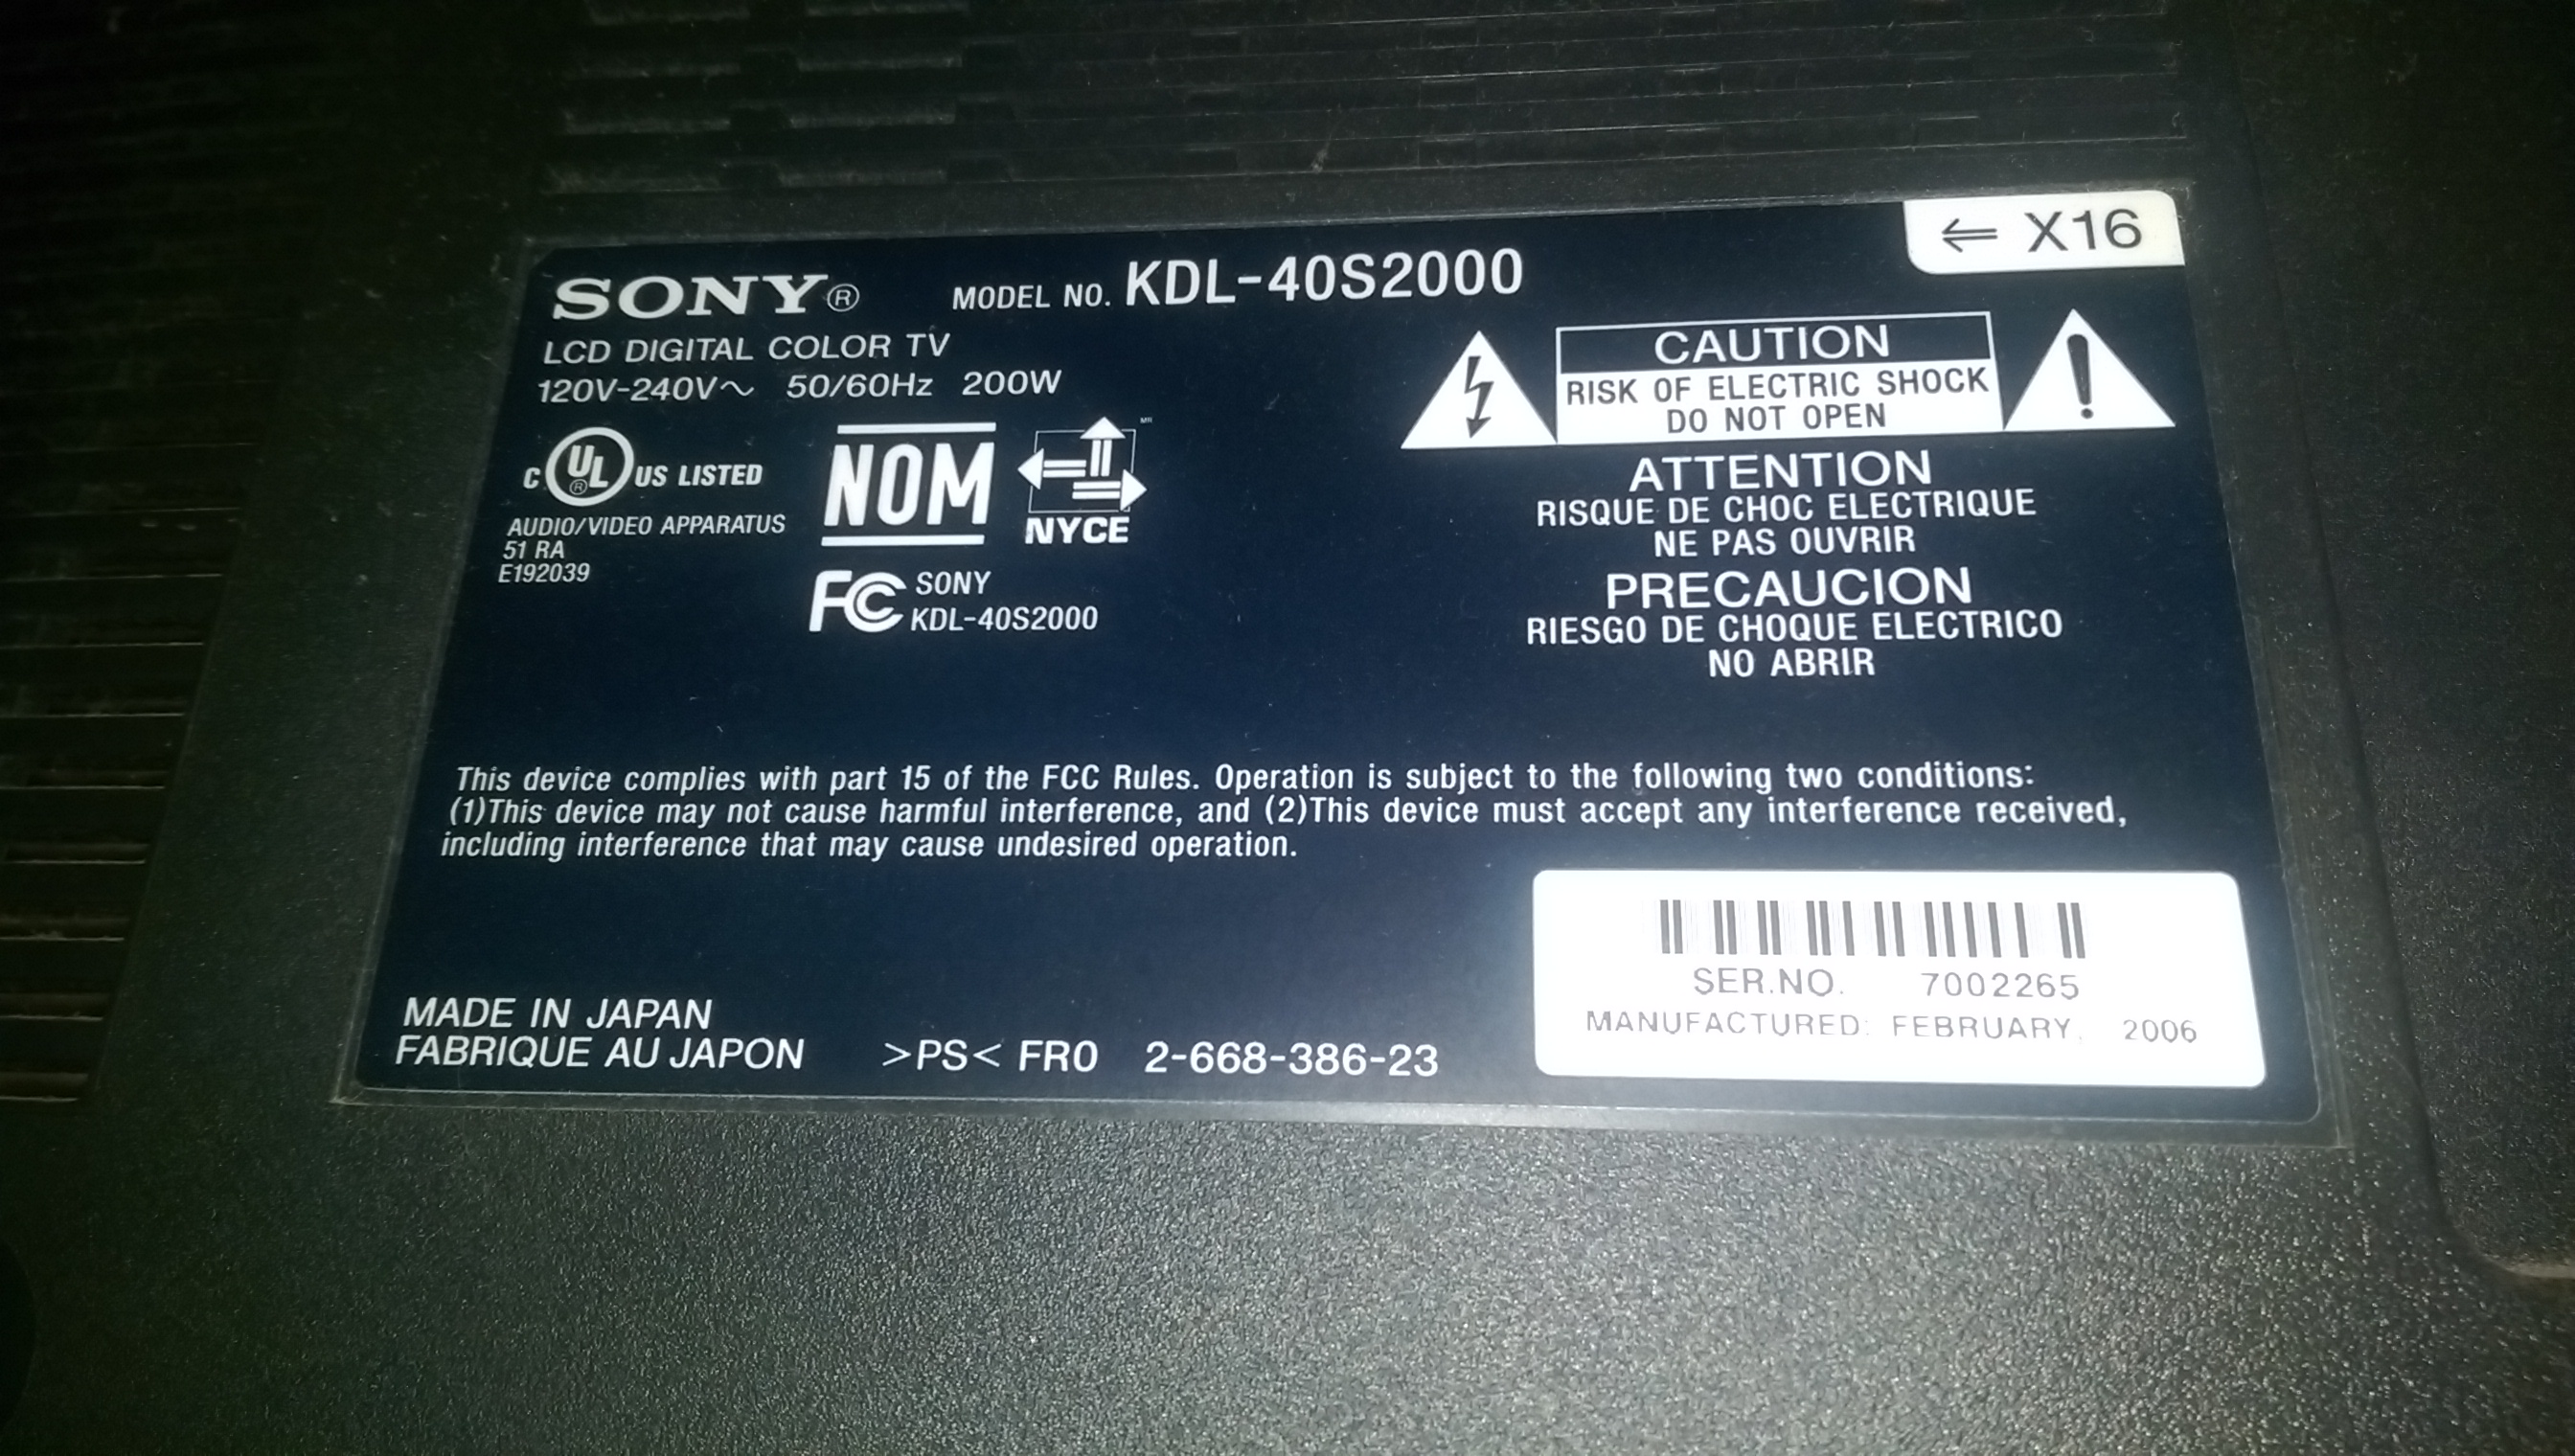 ⇐ X16
SONY® MODEL NO. KDL-40S2000
LCD DIGITAL COLOR TV
120V-240V∼ 50/60Hz 200W
C UL® US LISTED
AUDIO/VIDEO APPARATUS
51 RA
E192039
NOM
NYCE
MR
FC SONY
KDL-40S2000
CAUTION
RISK OF ELECTRIC SHOCK
DO NOT OPEN
ATTENTION
RISQUE DE CHOC ELECTRIQUE
NE PAS OUVRIR
PRECAUCION
RIESGO DE CHOQUE ELECTRICO
NO ABRIR
This device complies with part 15 of the FCC Rules. Operation is subject to the following two conditions:
(1)This device may not cause harmful interference, and (2)This device must accept any interference received,
including interference that may cause undesired operation.
MADE IN JAPAN
FABRIQUE AU JAPON >PS< FR0 2-668-386-23
SER.NO. 7002265
MANUFACTURED: FEBRUARY, 2006